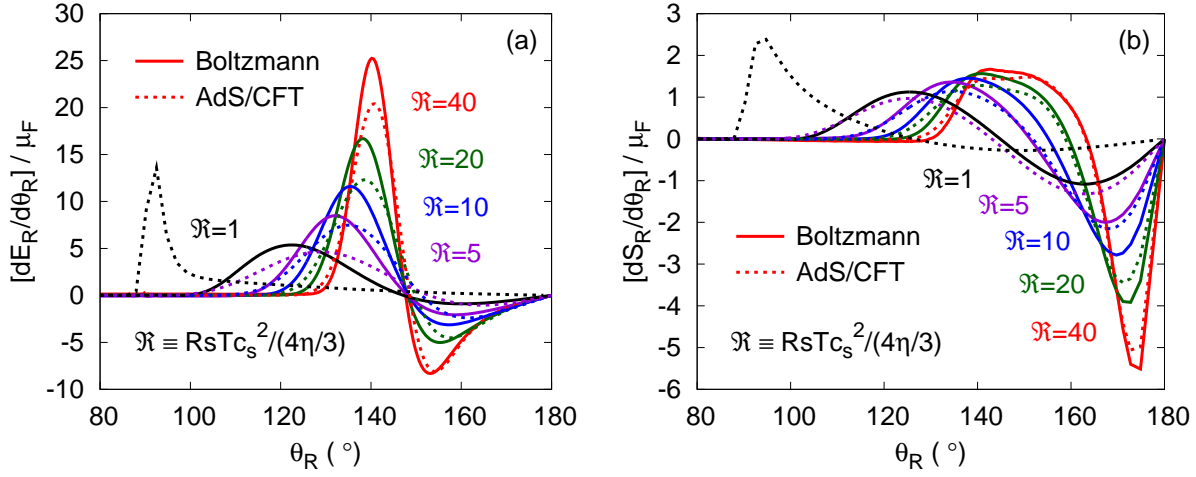 (a)
Boltzmann
AdS/CFT
ℜ=40
ℜ=20
ℜ=10
ℜ=5
ℜ=1
ℜ ≡ RsTc_s^2/(4η/3)
[dE_R/dθ_R] / μ_F
30
25
20
15
10
5
0
-5
-10
80 100 120 140 160 180
θ_R ( °)
(b)
ℜ=1
ℜ=5
ℜ=10
ℜ=20
ℜ=40
Boltzmann
AdS/CFT
ℜ ≡ RsTc_s^2/(4η/3)
[dS_R/dθ_R] / μ_F
3
2
1
0
-1
-2
-3
-4
-5
-6
80 100 120 140 160 180
θ_R ( °)